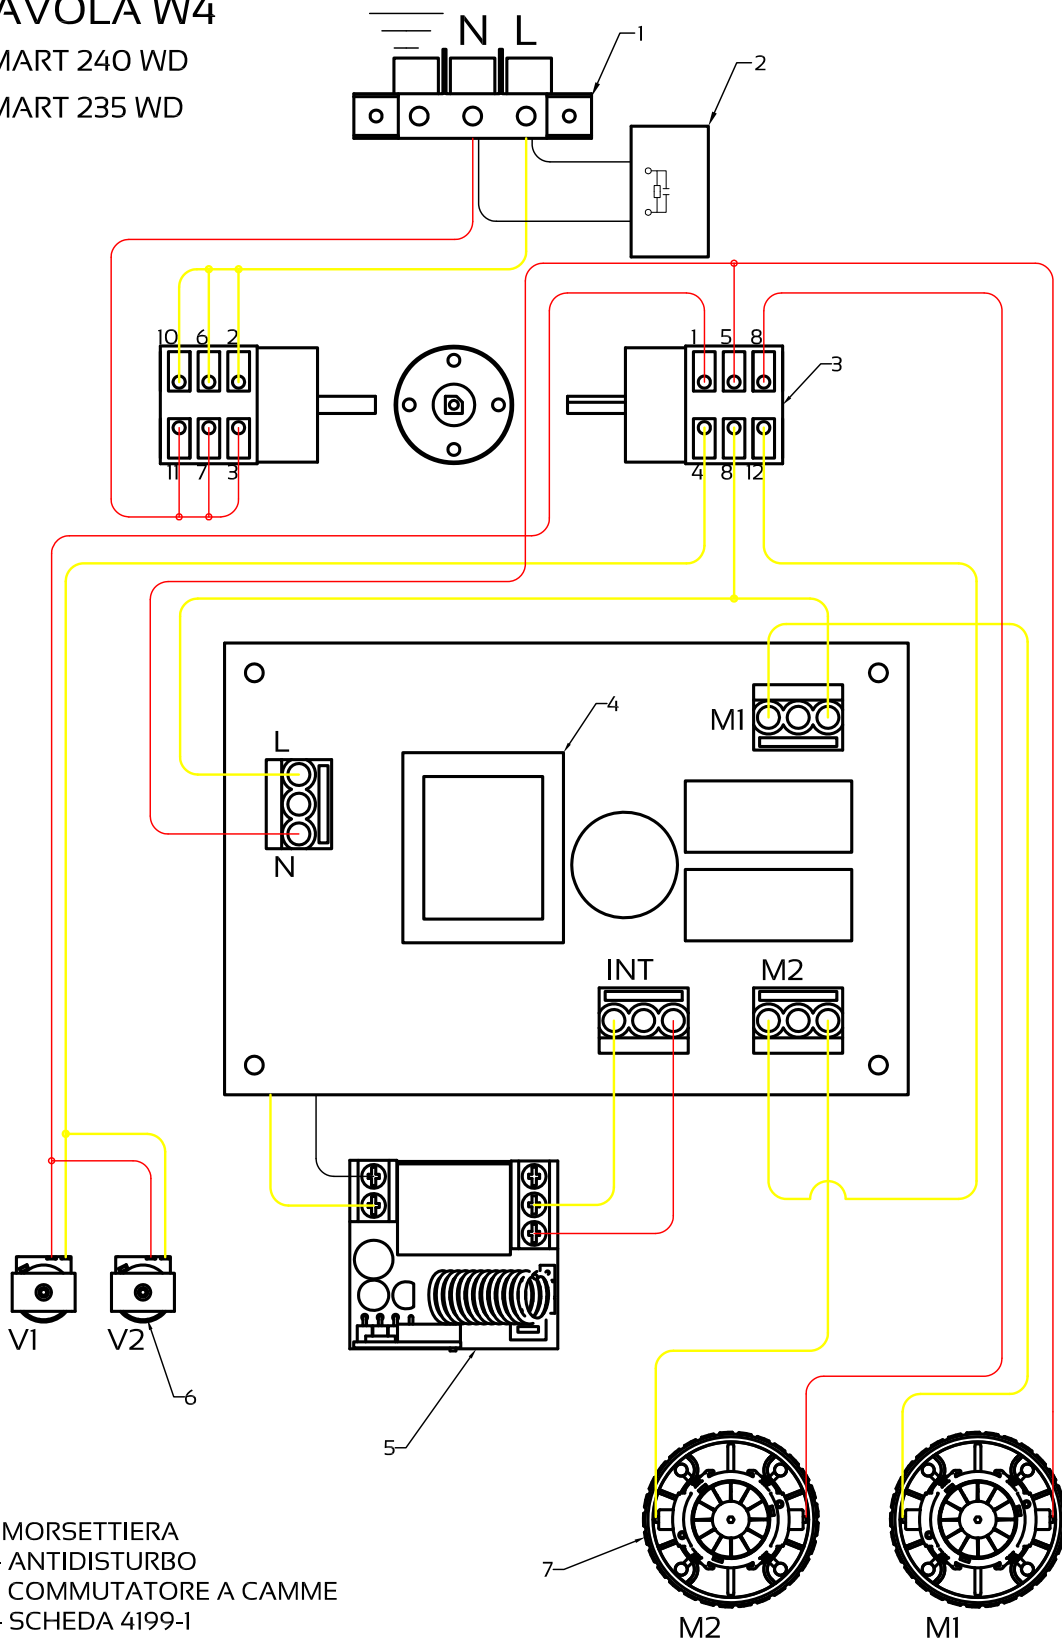 AVOLA W4
MART 240 WD
MART 235 WD
N L
1
2
10 6 2
1 5 8
3
11 7 3
4 8 12
4
M1
L
N
INT
M2
V1
V2
6
5
7
M2
M1
MORSETTIERA
- ANTIDISTURBO
COMMUTATORE A CAMME
- SCHEDA 4199-1